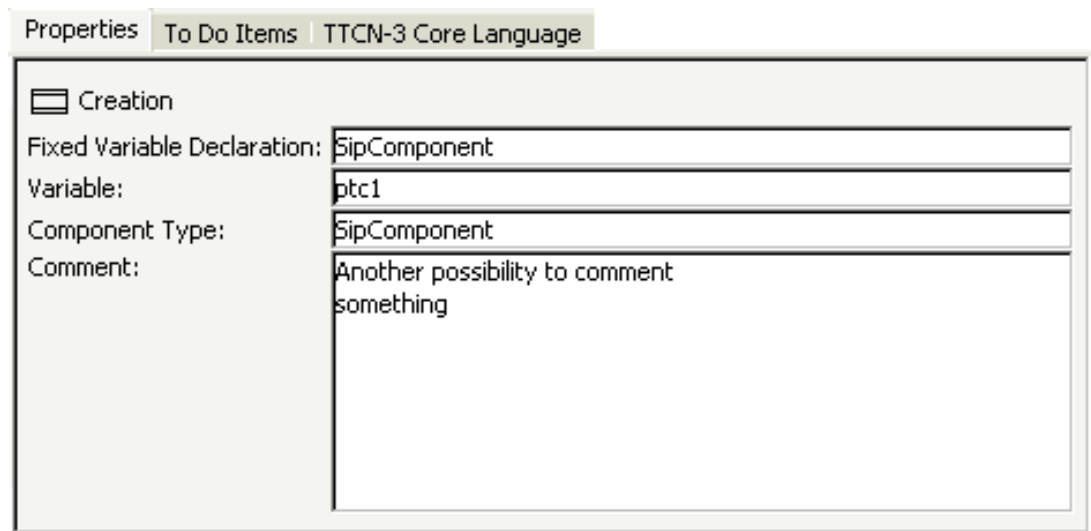 Properties To Do Items TTCN-3 Core Language
Creation
Fixed Variable Declaration: SipComponent
Variable: ptc1
Component Type: SipComponent
Comment: Another possibility to comment
something